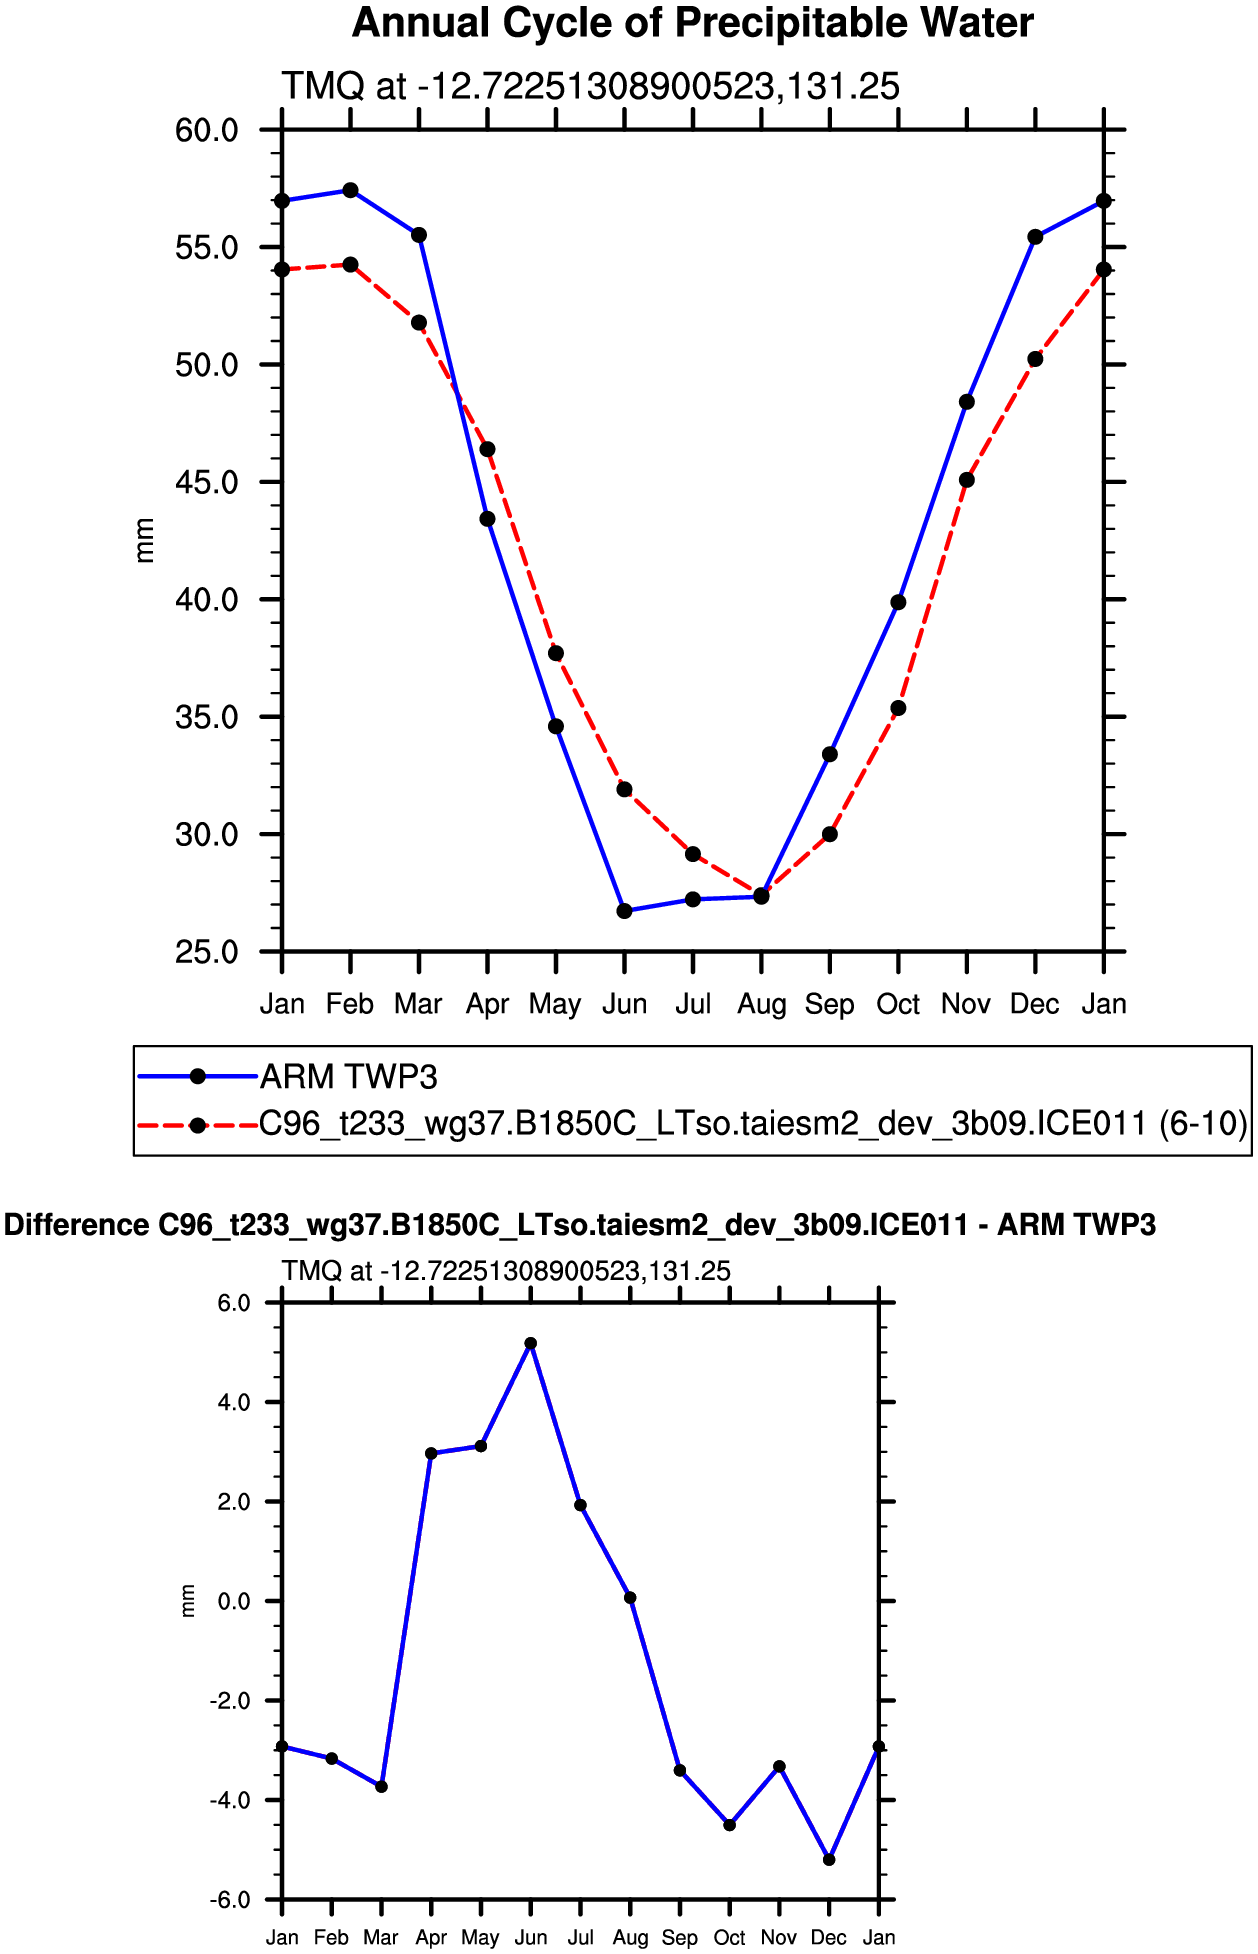 Annual Cycle of Precipitable Water
TMQ at -12.72251308900523,131.25
60.0
55.0
50.0
45.0
40.0
35.0
30.0
25.0
mm
Jan Feb Mar Apr May Jun Jul Aug Sep Oct Nov Dec Jan
ARM TWP3
C96_t233_wg37.B1850C_LTso.taiesm2_dev_3b09.ICE011 (6-10)
Difference C96_t233_wg37.B1850C_LTso.taiesm2_dev_3b09.ICE011 - ARM TWP3
TMQ at -12.72251308900523,131.25
6.0
4.0
2.0
0.0
-2.0
-4.0
-6.0
mm
Jan Feb Mar Apr May Jun Jul Aug Sep Oct Nov Dec Jan